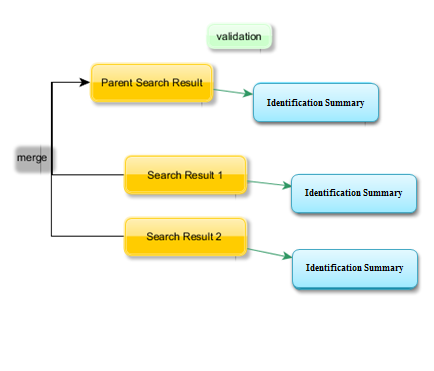 validation
Parent Search Result
Identification Summary
merge
Search Result 1
Identification Summary
Search Result 2
Identification Summary